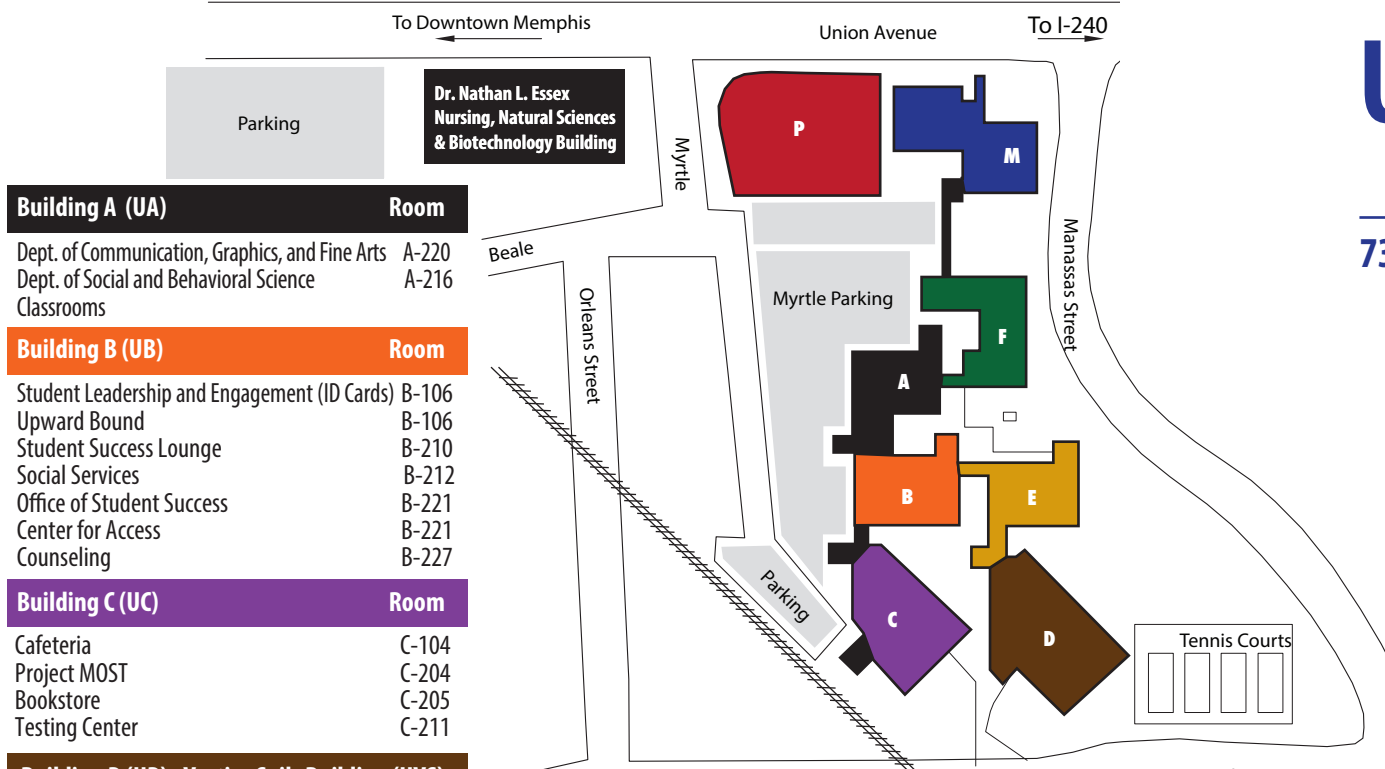 To Downtown Memphis
Union Avenue
To I-240
Parking
Dr. Nathan L. Essex
Nursing, Natural Sciences
& Biotechnology Building
Myrtle
P
M
Building A (UA) Room
Dept. of Communication, Graphics, and Fine Arts A-220
Dept. of Social and Behavioral Science A-216
Classrooms
Building B (UB) Room
Student Leadership and Engagement (ID Cards) B-106
Upward Bound B-106
Student Success Lounge B-210
Social Services B-212
Office of Student Success B-221
Center for Access B-221
Counseling B-227
Building C (UC) Room
Cafeteria C-104
Project MOST C-204
Bookstore C-205
Testing Center C-211
Beale
Orleans Street
Myrtle Parking
Manassas Street
F
A
B
E
Parking
C
D
Tennis Courts
U
73